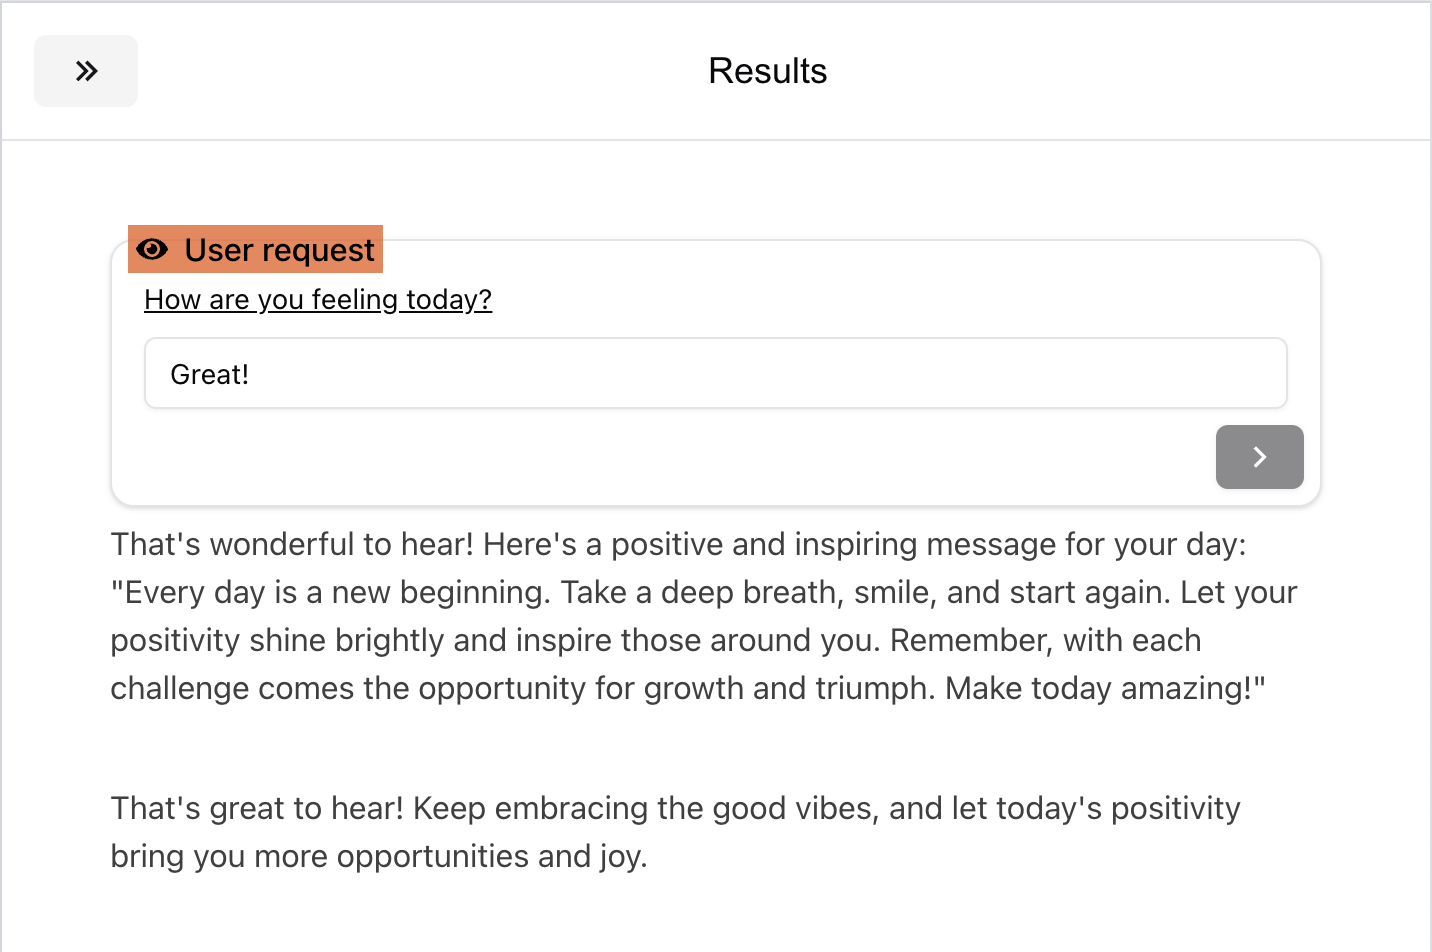 Results
User request
How are you feeling today?
Great!
That's wonderful to hear! Here's a positive and inspiring message for your day:
"Every day is a new beginning. Take a deep breath, smile, and start again. Let your
positivity shine brightly and inspire those around you. Remember, with each
challenge comes the opportunity for growth and triumph. Make today amazing!"
That's great to hear! Keep embracing the good vibes, and let today's positivity
bring you more opportunities and joy.